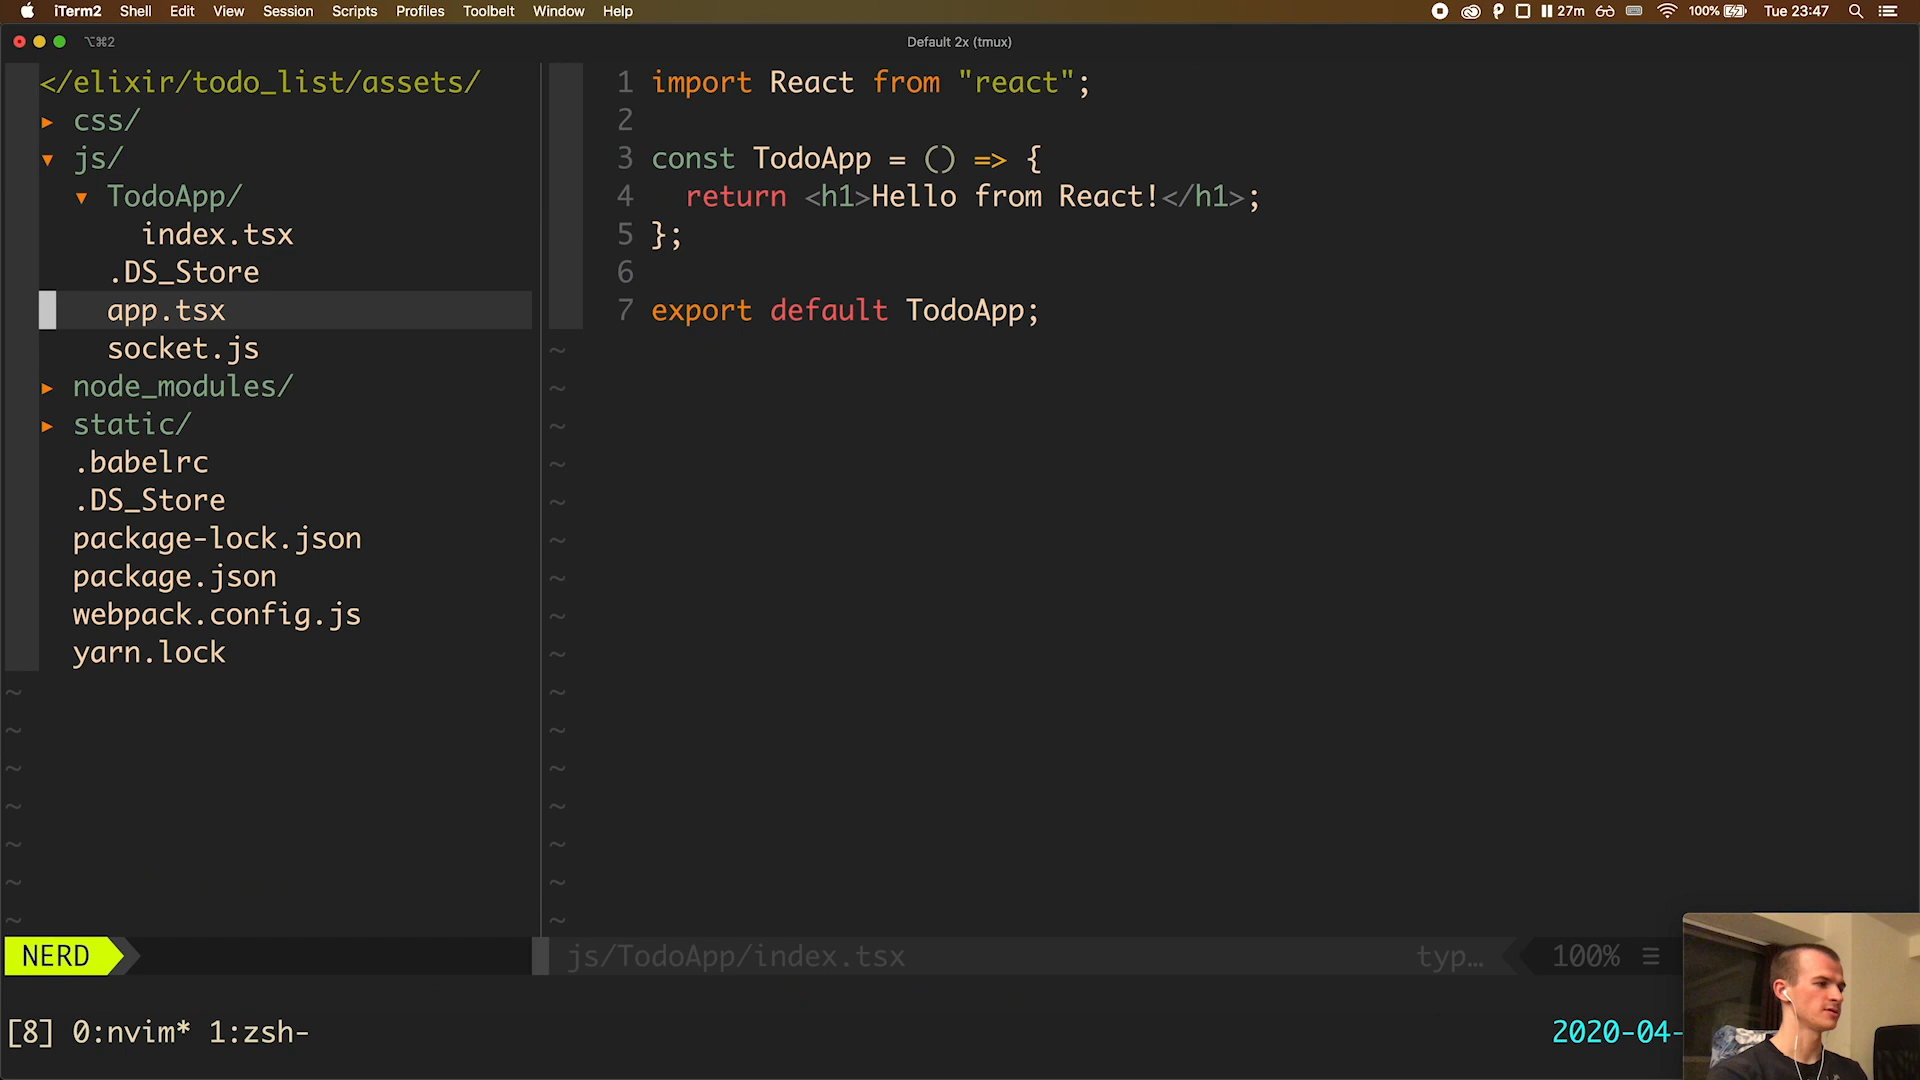 iTerm2 Shell Edit View Session Scripts Profiles Toolbelt Window Help 27m 100% Tue 23:47
⌥⌘2 Default 2x (tmux)
</elixir/todo_list/assets/
▸ css/
▾ js/
▾ TodoApp/
index.tsx
.DS_Store
app.tsx
socket.js
▸ node_modules/
▸ static/
.babelrc
.DS_Store
package-lock.json
package.json
webpack.config.js
yarn.lock
1 import React from "react";
2
3 const TodoApp = () => {
4 return <h1>Hello from React!</h1>;
5 };
6
7 export default TodoApp;
NERD js/TodoApp/index.tsx typ… 100% ☰
[8] 0:nvim* 1:zsh- 2020-04-